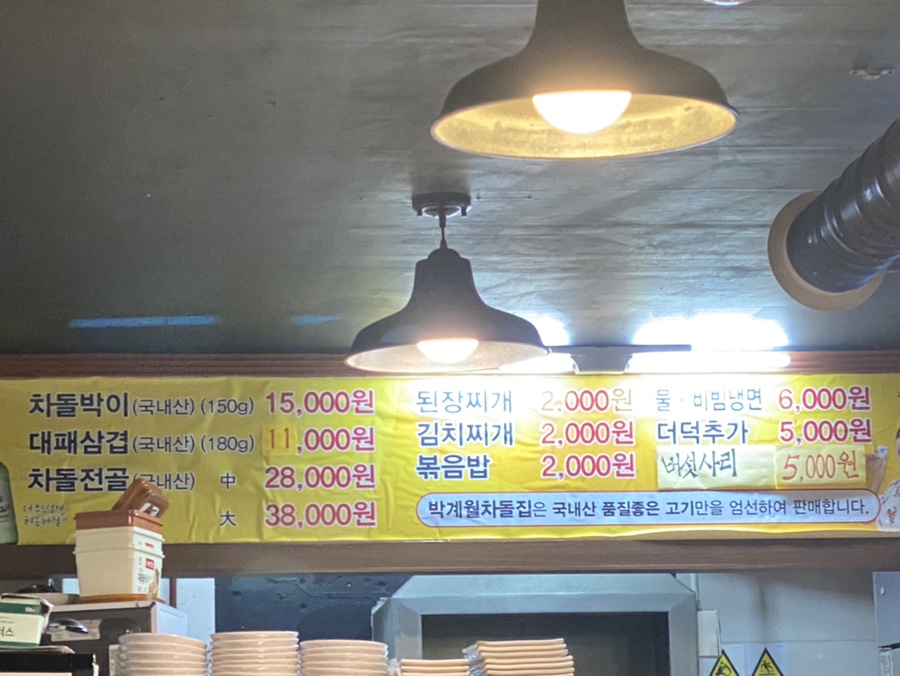 차돌박이(국내산) (150g) 15,000원
대패삼겹(국내산) (180g) 11,000원
차돌전골(국내산) 中 28,000원
大 38,000원
된장찌개 2,000원
김치찌개 2,000원
볶음밥 2,000원
물·비빔냉면 6,000원
더덕추가 5,000원
버섯사리 5,000원
박계월차돌집은 국내산 품질좋은 고기만을 엄선하여 판매합니다.